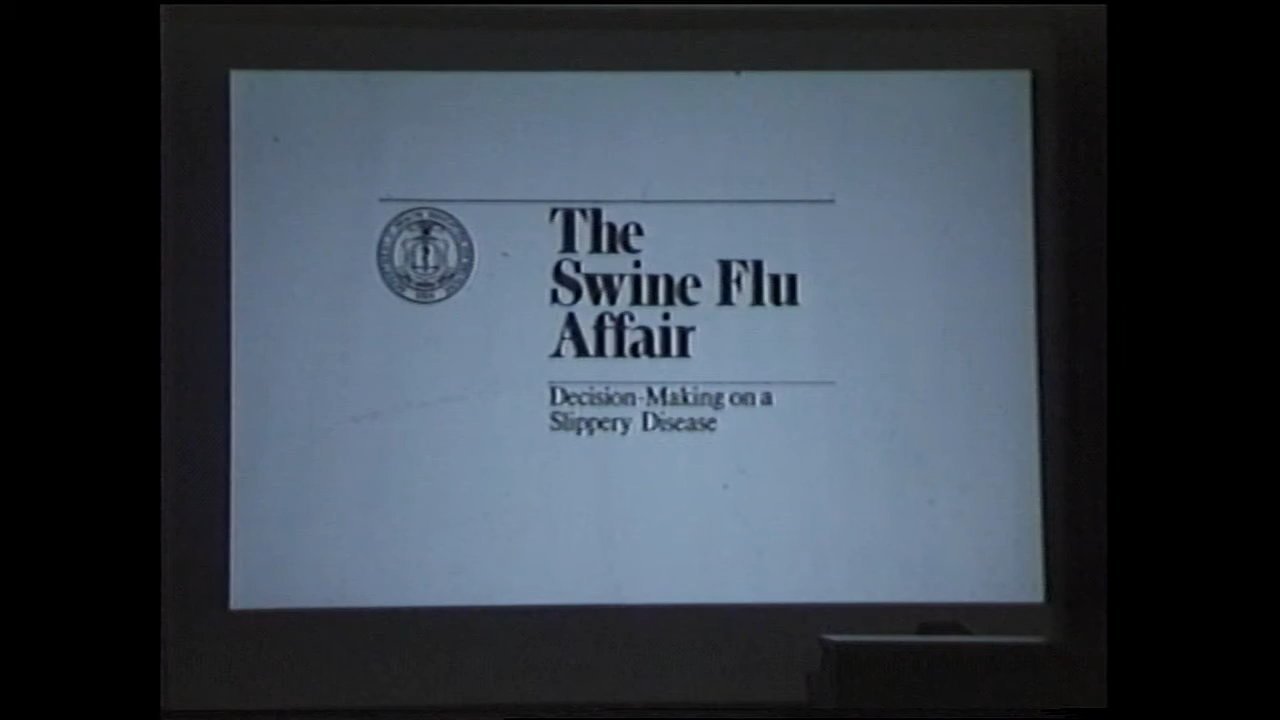 The
Swine Flu
Affair
Decision-Making on a
Slippery Disease